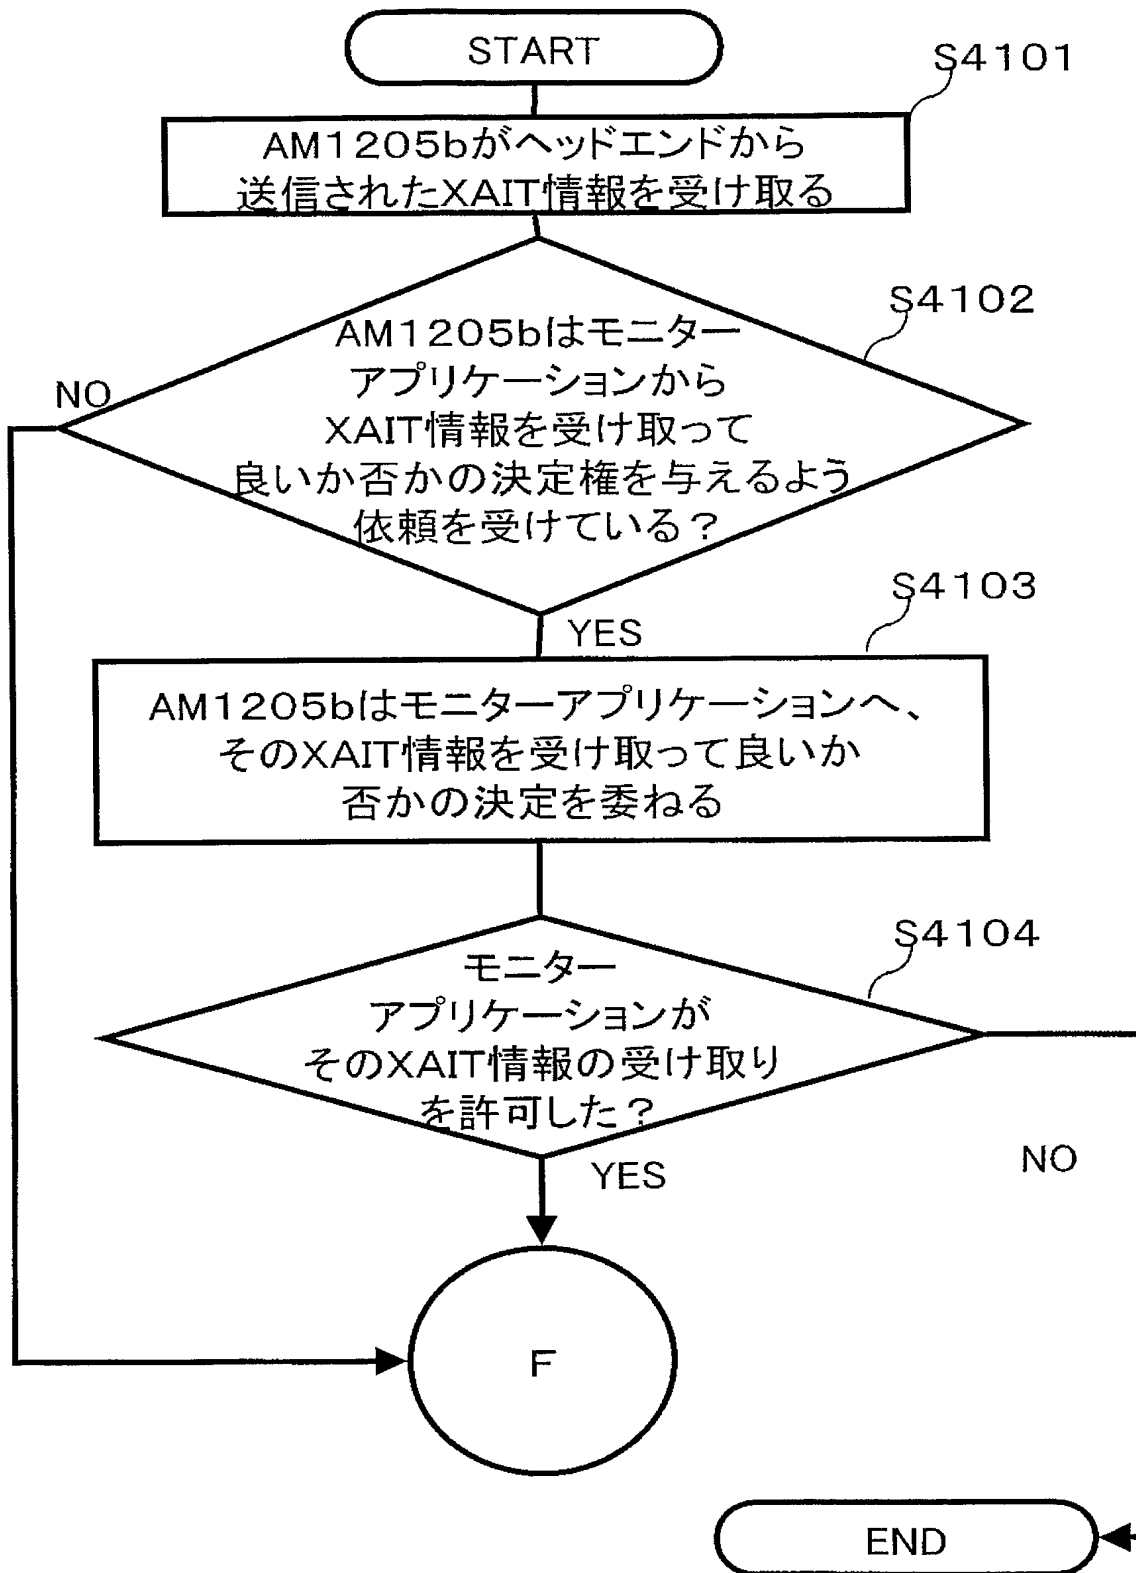 START
S4101
AM1205bがヘッドエンドから
送信されたXAIT情報を受け取る
S4102
AM1205bはモニター
アプリケーションから
XAIT情報を受け取って
良いか否かの決定権を与えるよう
依頼を受けている？
NO
S4103
YES
AM1205bはモニターアプリケーションへ、
そのXAIT情報を受け取って良いか
否かの決定を委ねる
S4104
モニター
アプリケーションが
そのXAIT情報の受け取り
を許可した？
NO
YES
F
END